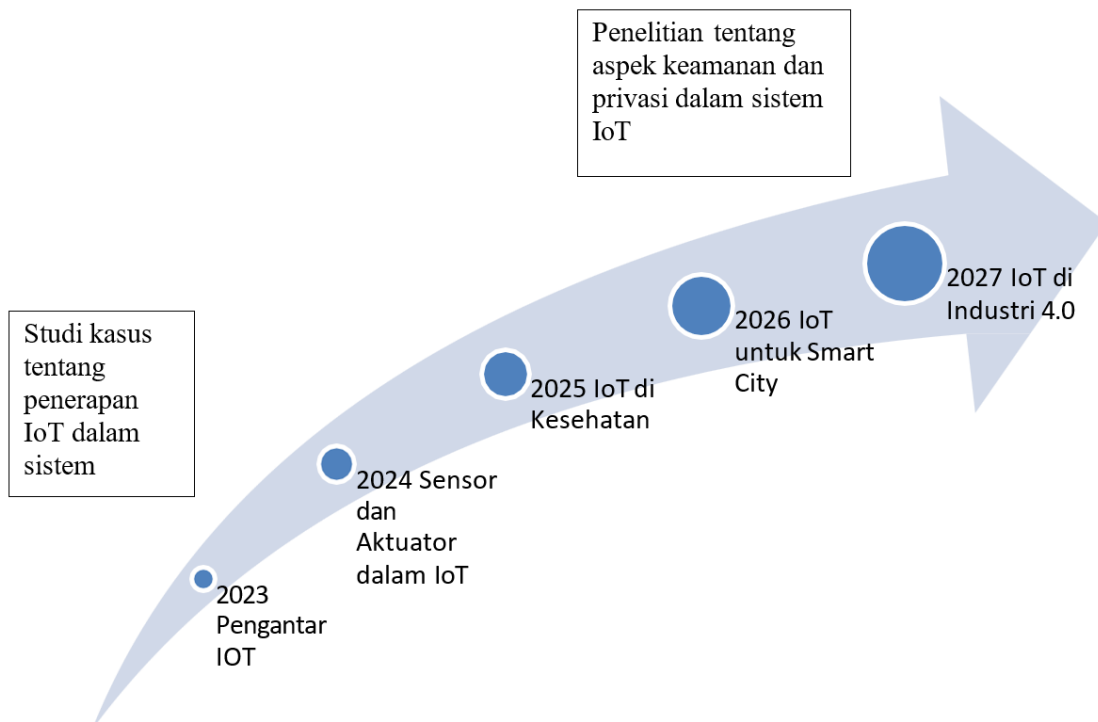 Penelitian tentang
aspek keamanan dan
privasi dalam sistem
IoT
Studi kasus
tentang
penerapan
IoT dalam
sistem
2023
Pengantar
IOT
2024 Sensor
dan
Aktuator
dalam IoT
2025 IoT di
Kesehatan
2026 IoT
untuk Smart
City
2027 IoT di
Industri 4.0